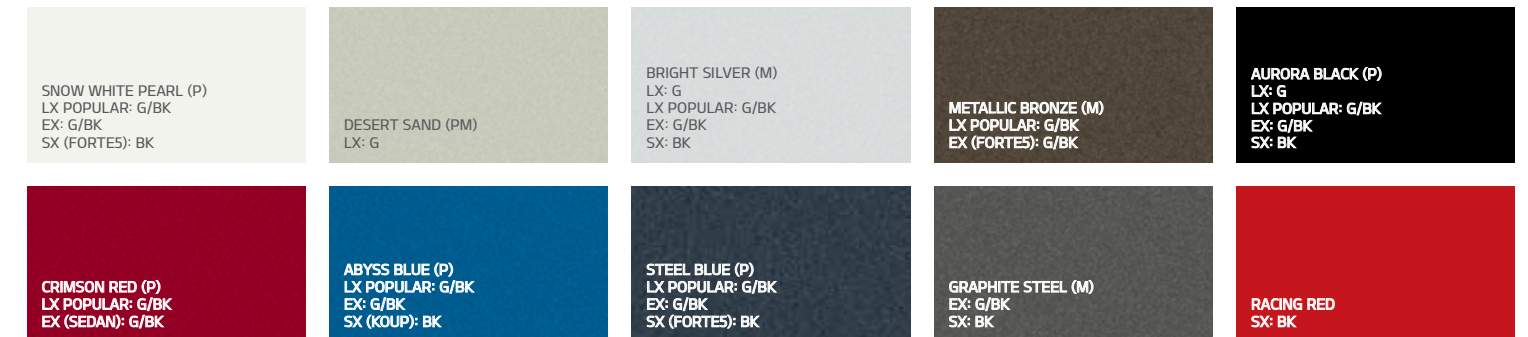 SNOW WHITE PEARL (P)
LX POPULAR: G/BK
EX: G/BK
SX (FORTE5): BK
DESERT SAND (PM)
LX: G
BRIGHT SILVER (M)
LX: G
LX POPULAR: G/BK
EX: G/BK
SX: BK
METALLIC BRONZE (M)
LX POPULAR: G/BK
EX (FORTE5): G/BK
AURORA BLACK (P)
LX: G
LX POPULAR: G/BK
EX: G/BK
SX: BK
CRIMSON RED (P)
LX POPULAR: G/BK
EX (SEDAN): G/BK
ABYSS BLUE (P)
LX POPULAR: G/BK
EX: G/BK
SX (KOUP): BK
STEEL BLUE (P)
LX POPULAR: G/BK
EX: G/BK
SX (FORTE5): BK
GRAPHITE STEEL (M)
EX: G/BK
SX: BK
RACING RED
SX: BK